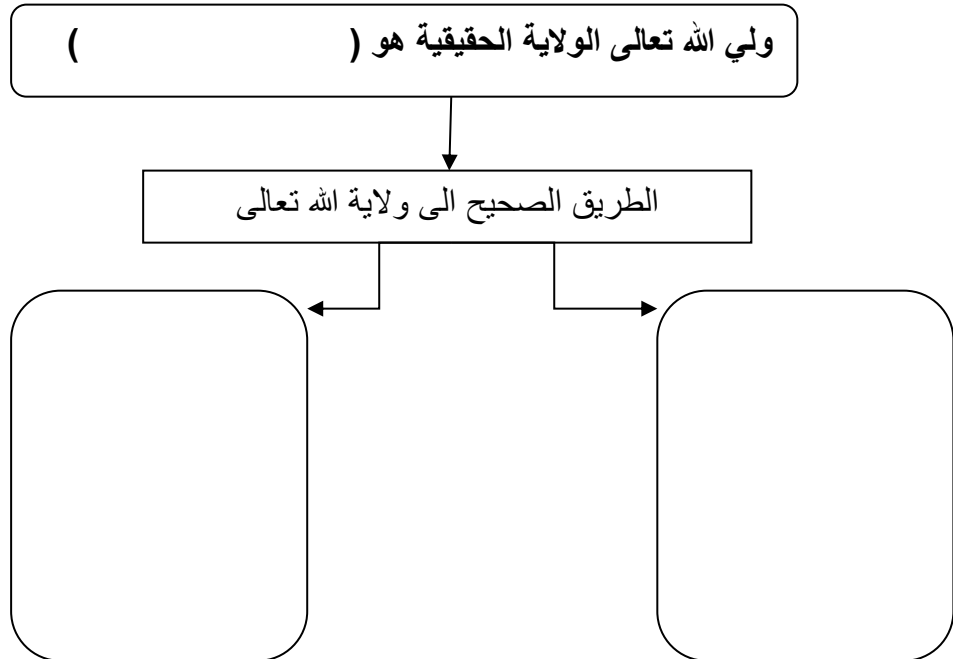 ولي الله تعالى الولاية الحقيقية هو ( )
الطريق الصحيح الى ولاية الله تعالى